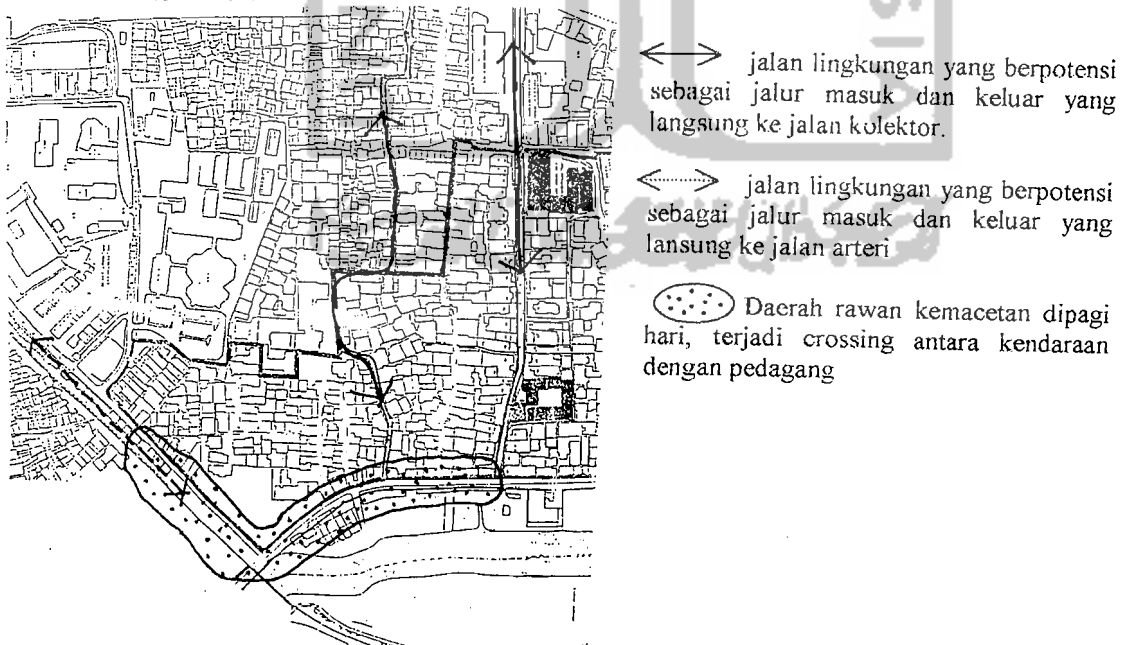 jalan lingkungan yang berpotensi
sebagai jalur masuk dan keluar yang
langsung ke jalan kolektor.
jalan lingkungan yang berpotensi
sebagai jalur masuk dan keluar yang
lansung ke jalan arteri
Daerah rawan kemacetan dipagi
hari, terjadi crossing antara kendaraan
dengan pedagang